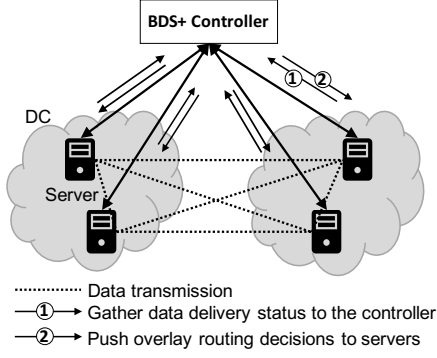 BDS+ Controller
① ②
DC
Server
Data transmission
① Gather data delivery status to the controller
② Push overlay routing decisions to servers